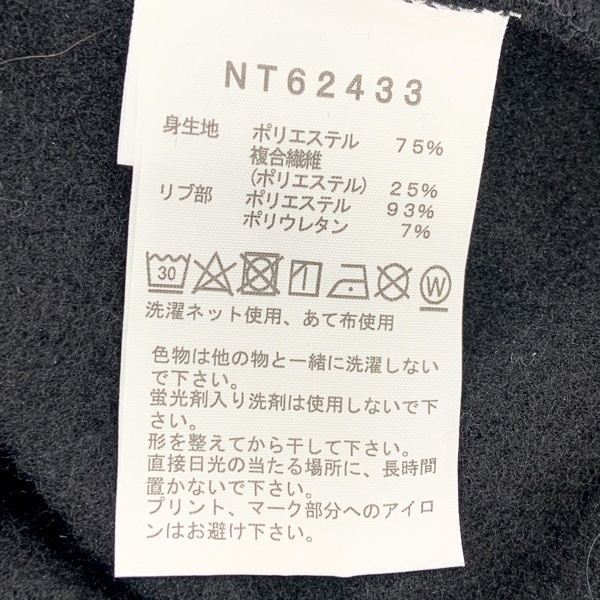 NT62433
身生地 ポリエステル 75%
複合繊維
(ポリエステル) 25%
リブ部 ポリエステル 93%
ポリウレタン 7%
30 W
洗濯ネット使用、あて布使用
色物は他の物と一緒に洗濯しない
で下さい。
蛍光剤入り洗剤は使用しないで下
さい。
形を整えてから干して下さい。
直接日光の当たる場所に、長時間
置かないで下さい。
プリント、マーク部分へのアイロ
ンはお避け下さい。